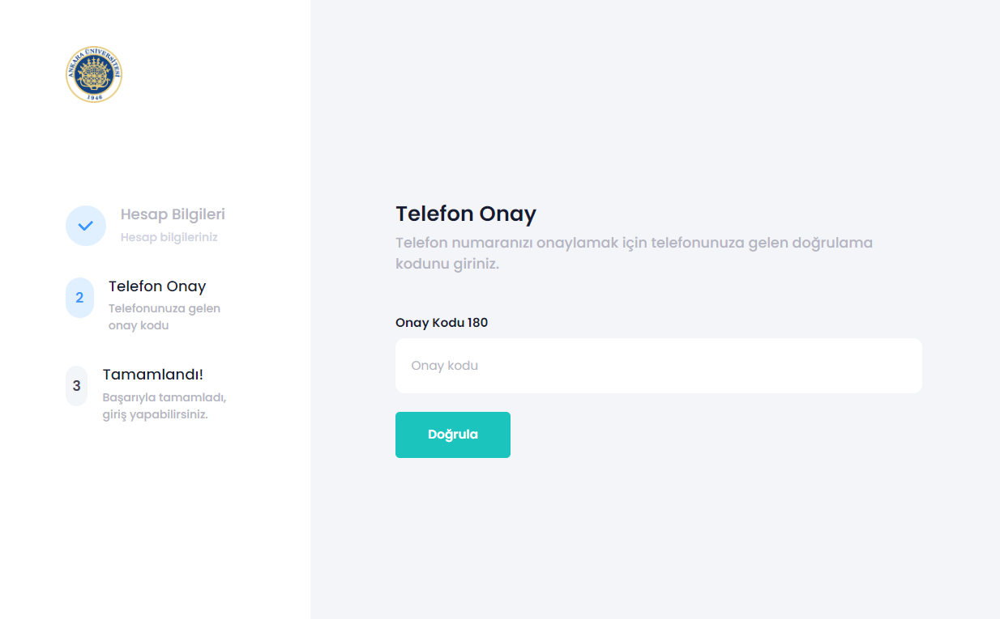 ANKARA ÜNİVERSİTESİ
1946
Hesap Bilgileri
Hesap bilgileriniz
2
Telefon Onay
Telefonunuza gelen
onay kodu
3
Tamamlandı!
Başarıyla tamamladı,
giriş yapabilirsiniz.
Telefon Onay
Telefon numaranızı onaylamak için telefonunuza gelen doğrulama
kodunu giriniz.
Onay Kodu 180
Onay kodu
Doğrula